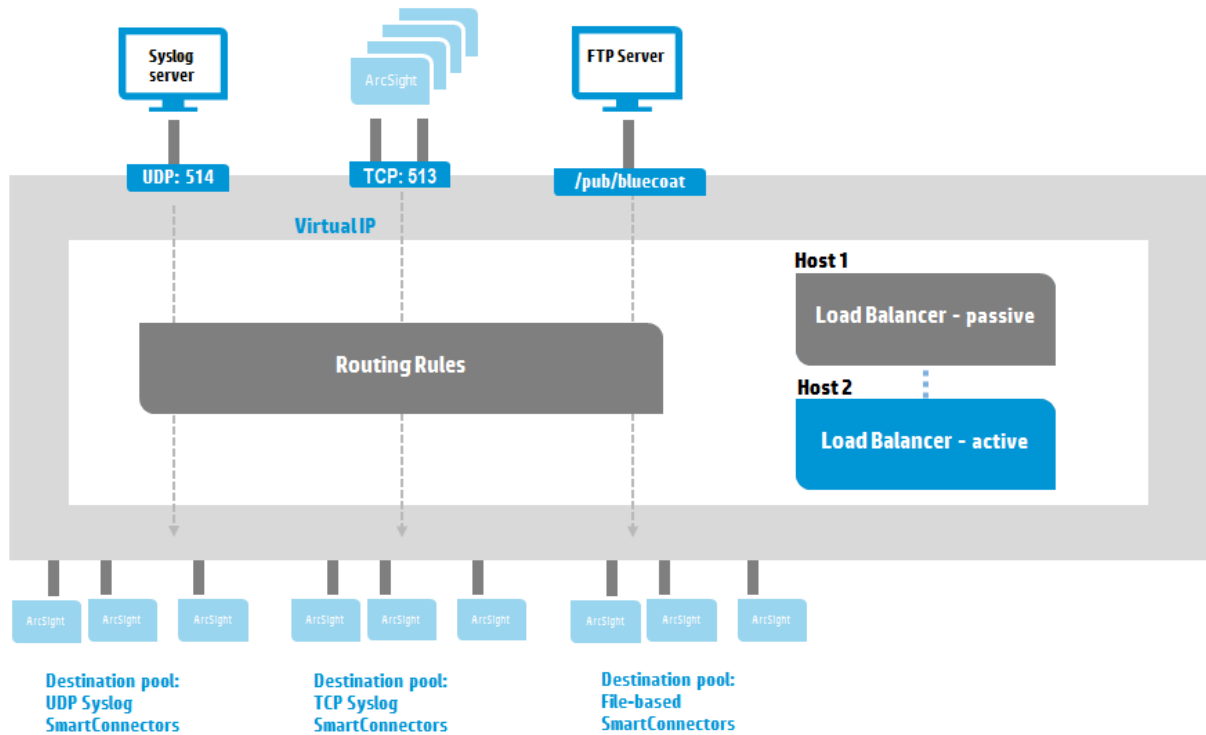 Syslog
server
ArcSight
FTP Server
UDP: 514
TCP: 513
/pub/bluecoat
Virtual IP
Host 1
Load Balancer - passive
Routing Rules
Host 2
Load Balancer - active
ArcSight
ArcSight
ArcSight
ArcSight
ArcSight
ArcSight
ArcSight
ArcSight
ArcSight
Destination pool:
UDP Syslog
SmartConnectors
Destination pool:
TCP Syslog
SmartConnectors
Destination pool:
File-based
SmartConnectors